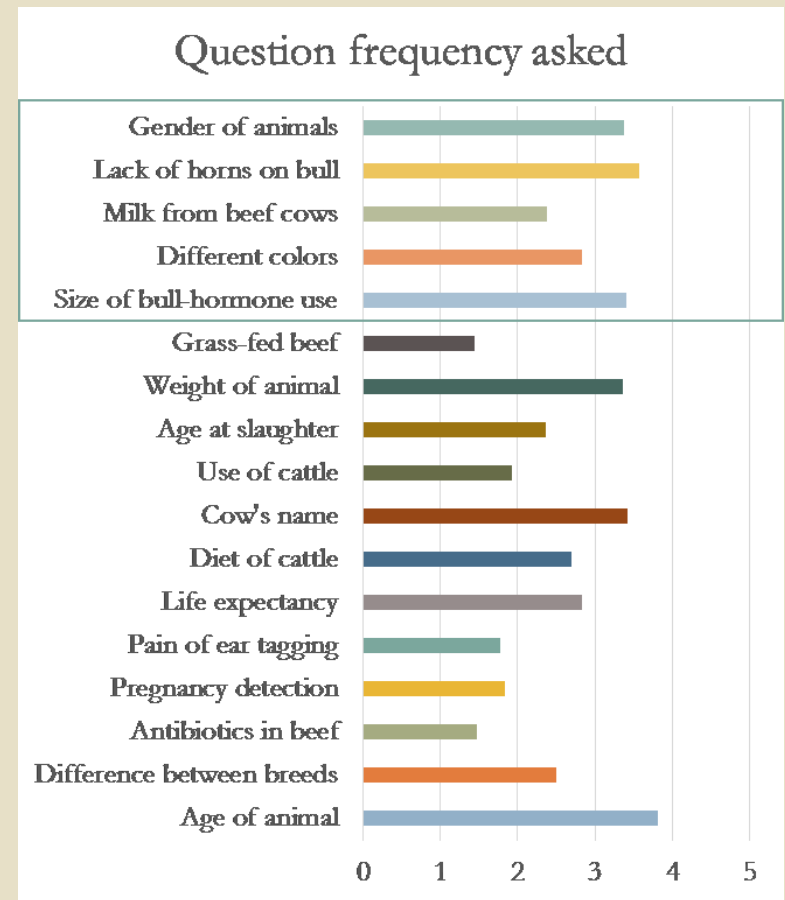 Question frequency asked
Gender of animals
Lack of horns on bull
Milk from beef cows
Different colors
Size of bull-hormone use
Grass-fed beef
Weight of animal
Age at slaughter
Use of cattle
Cow's name
Diet of cattle
Life expectancy
Pain of ear tagging
Pregnancy detection
Antibiotics in beef
Difference between breeds
Age of animal
0 1 2 3 4 5